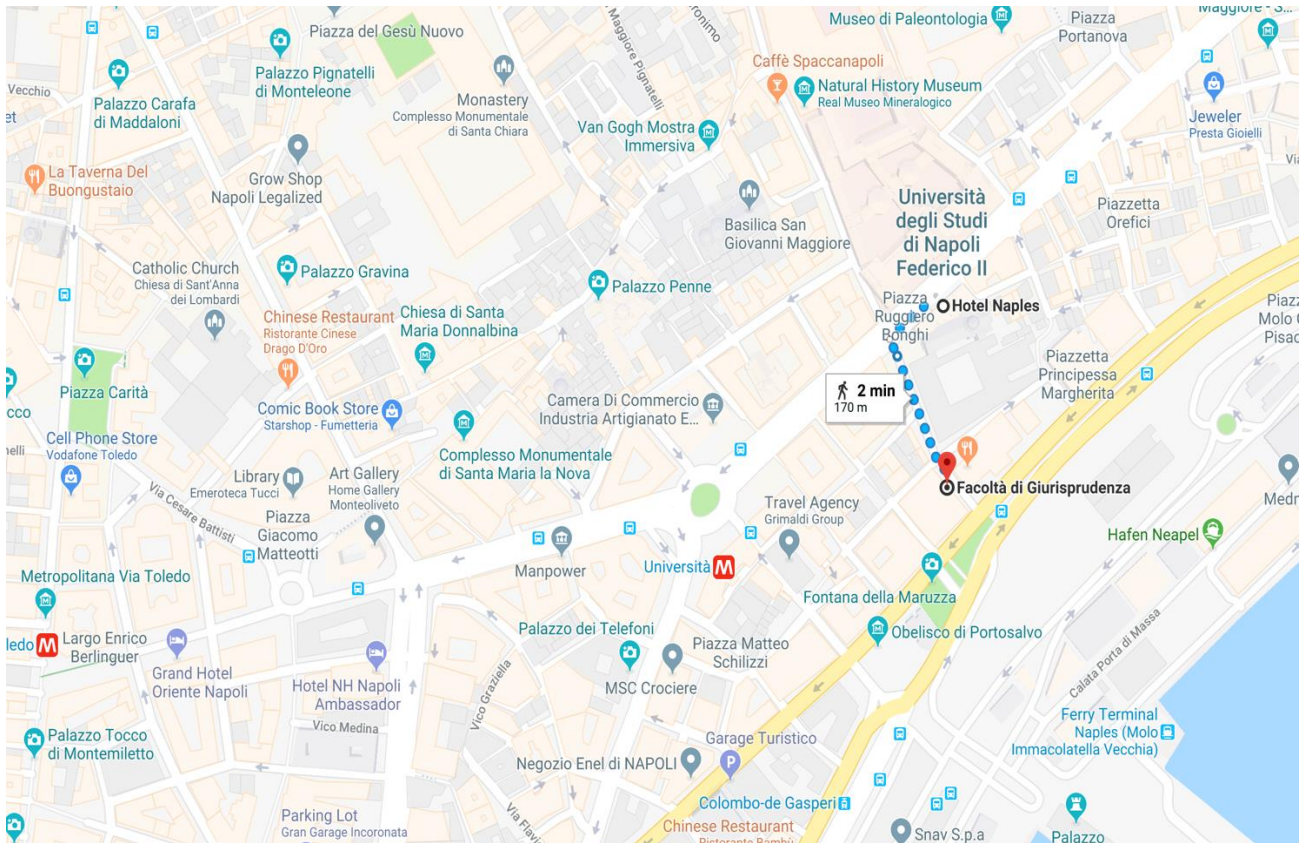 Museo di Paleontologia
Piazza
Portanova
Piazza del Gesù Nuovo
Palazzo Pignatelli
di Monteleone
Maggiore Pignatelli
Caffè Spaccanapoli
Vecchio
Palazzo Carafa
di Maddaloni
Monastery
Complesso Monumentale
di Santa Chiara
Natural History Museum
Real Museo Mineralogico
Jeweler
Presta Gioielli
Van Gogh Mostra
Immersiva
La Taverna Del
Buongustaio
Grow Shop
Napoli Legalized
Università
degli Studi
di Napoli
Federico II
Piazzetta
Orefici
Basilica San
Giovanni Maggiore
Catholic Church
Chiesa di Sant'Anna
dei Lombardi
Palazzo Gravina
Palazzo Penne
Piazza
Ruggiero
Bonghi
Hotel Naples
Chinese Restaurant
Ristorante Cinese
Drago D'Oro
Chiesa di Santa
Maria Donnalbina
Piazzetta
Principessa
Margherita
Piazza Carità
2 min
170 m
Camera Di Commercio
Industria Artigianato E...
Comic Book Store
Starshop - Fumetteria
Cell Phone Store
Vodafone Toledo
Complesso Monumentale
di Santa Maria la Nova
Library
Emeroteca Tucci
Art Gallery
Home Gallery
Monteoliveto
Facoltà di Giurisprudenza
Via Cesare Battisti
Piazza
Giacomo
Matteotti
Travel Agency
Grimaldi Group
Hafen Neapel
Manpower
Università
Metropolitana Via Toledo
Fontana della Maruzza
Largo Enrico
Berlinguer
Palazzo dei Telefoni
Piazza Matteo
Schilizzi
Obelisco di Portosalvo
Calata Porta di Massa
Grand Hotel
Oriente Napoli
Hotel NH Napoli
Ambassador
MSC Crociere
Vico Graziella
Vico Medina
Palazzo Tocco
di Montemiletto
Ferry Terminal
Naples (Molo
Immacolatella Vecchia)
Garage Turistico
Negozio Enel di NAPOLI
Colombo-de Gasperi
Parking Lot
Gran Garage Incoronata
Via Flavi
Chinese Restaurant
Ristorante Bambù
Snav S.p.a
Palazzo